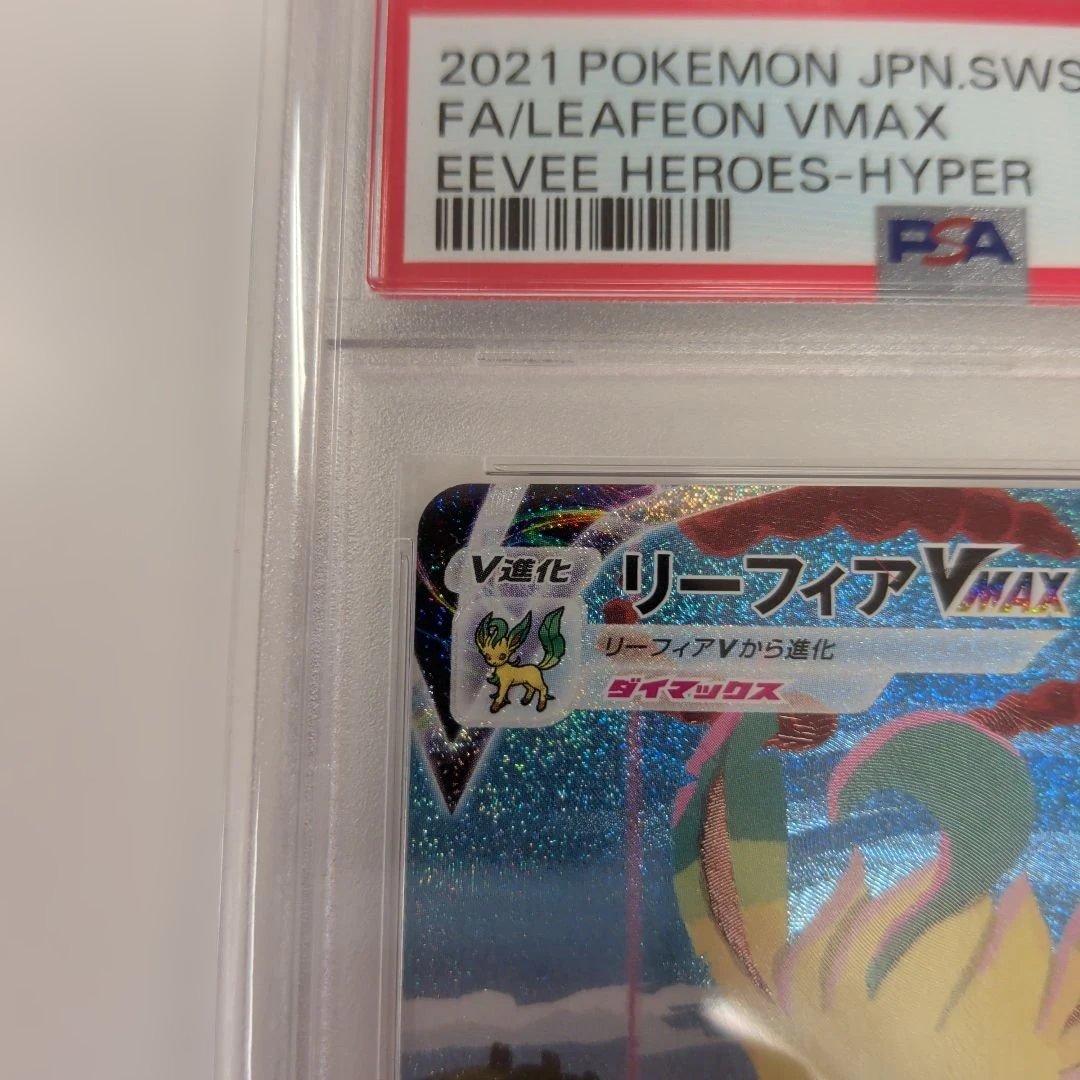 2021 POKEMON JPN.SWS
FA/LEAFEON VMAX
EEVEE HEROES-HYPER
PSA
V進化
リーフィアVMAX
リーフィアVから進化
ダイマックス